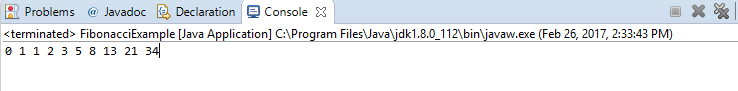 Problems @ Javadoc Declaration Console
<terminated> FibonacciExample [Java Application] C:\Program Files\Java\jdk1.8.0_112\bin\javaw.exe (Feb 26, 2017, 2:33:43 PM)
0 1 1 2 3 5 8 13 21 34